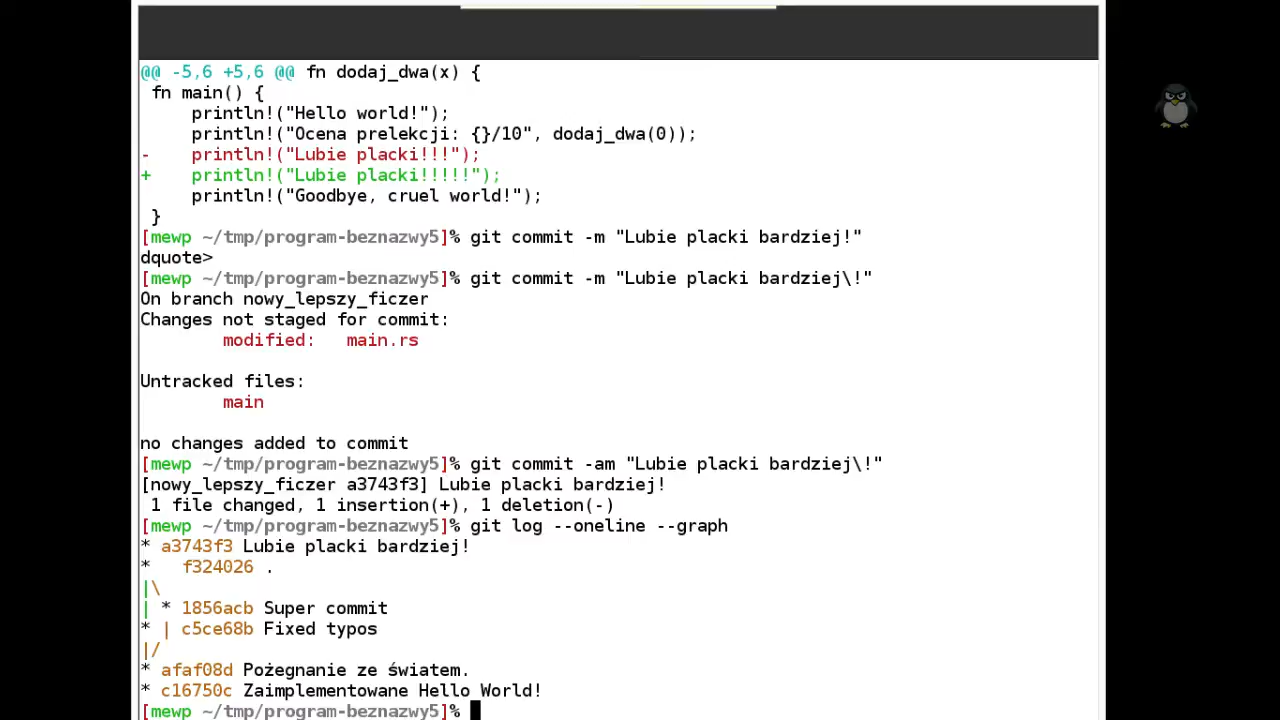 @@ -5,6 +5,6 @@ fn dodaj_dwa(x) {
 fn main() {
     println!("Hello world!");
     println!("Ocena prelekcji: {}/10", dodaj_dwa(0));
-    println!("Lubie placki!!!");
+    println!("Lubie placki!!!!!");
     println!("Goodbye, cruel world!");
 }
[mewp ~/tmp/program-beznazwy5]% git commit -m "Lubie placki bardziej!"
dquote>
[mewp ~/tmp/program-beznazwy5]% git commit -m "Lubie placki bardziej\!"
On branch nowy_lepszy_ficzer
Changes not staged for commit:
        modified:   main.rs
Untracked files:
        main
no changes added to commit
[mewp ~/tmp/program-beznazwy5]% git commit -am "Lubie placki bardziej\!"
[nowy_lepszy_ficzer a3743f3] Lubie placki bardziej!
 1 file changed, 1 insertion(+), 1 deletion(-)
[mewp ~/tmp/program-beznazwy5]% git log --oneline --graph
* a3743f3 Lubie placki bardziej!
*   f324026 .
|\
| * 1856acb Super commit
* | c5ce68b Fixed typos
|/
* afaf08d Pożegnanie ze światem.
* c16750c Zaimplementowane Hello World!
[mewp ~/tmp/program-beznazwy5]%